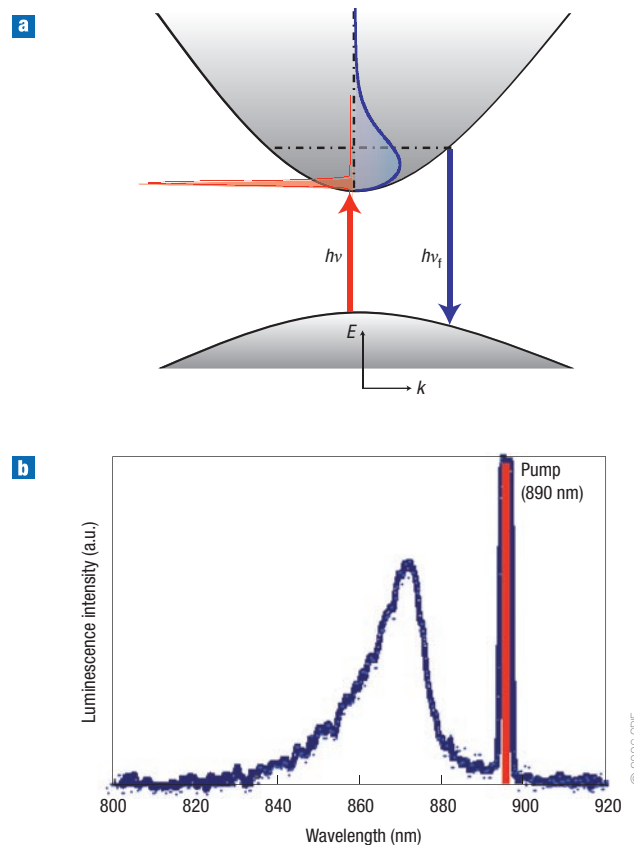 a
hν
hνf
E
k
b
Pump
(890 nm)
Luminescence intensity (a.u.)
800 820 840 860 880 900 920
Wavelength (nm)